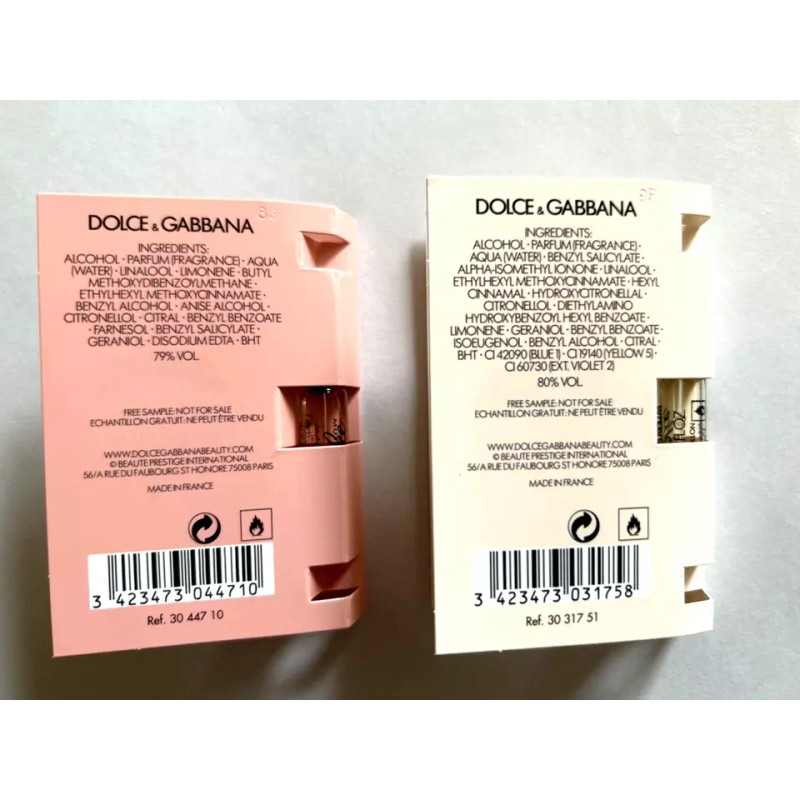 DOLCE & GABBANA
INGREDIENTS:
ALCOHOL · PARFUM (FRAGRANCE) · AQUA
(WATER) · LINALOOL · LIMONENE · BUTYL
METHOXYDIBENZOYLMETHANE ·
ETHYLHEXYL METHOXYCINNAMATE ·
BENZYL ALCOHOL · ANISE ALCOHOL ·
CITRONELLOL · CITRAL · BENZYL BENZOATE
· FARNESOL · BENZYL SALICYLATE ·
GERANIOL · DISODIUM EDTA · BHT
79% VOL.
FREE SAMPLE: NOT FOR SALE
ECHANTILLON GRATUIT : NE PEUT ÊTRE VENDU
WWW.DOLCEGABBANABEAUTY.COM
© BEAUTE PRESTIGE INTERNATIONAL
56/A RUE DU FAUBOURG ST HONORE 75008 PARIS
MADE IN FRANCE
3 423473 044710
Ref. 30 447 10
DOLCE & GABBANA
INGREDIENTS:
ALCOHOL · PARFUM (FRAGRANCE) ·
AQUA (WATER) · BENZYL SALICYLATE ·
ALPHA-ISOMETHYL IONONE · LINALOOL ·
ETHYLHEXYL METHOXYCINNAMATE · HEXYL
CINNAMAL · HYDROXYCITRONELLAL ·
CITRONELLOL · DIETHYLAMINO
HYDROXYBENZOYL HEXYL BENZOATE ·
LIMONENE · GERANIOL · BENZYL BENZOATE ·
ISOEUGENOL · BENZYL ALCOHOL · CITRAL ·
BHT · CI 42090 (BLUE 1) · CI 19140 (YELLOW 5) ·
CI 60730 (EXT. VIOLET 2)
80% VOL.
FREE SAMPLE: NOT FOR SALE
ECHANTILLON GRATUIT : NE PEUT ÊTRE VENDU
FLOZ
WWW.DOLCEGABBANABEAUTY.COM
© BEAUTE PRESTIGE INTERNATIONAL
56/A RUE DU FAUBOURG ST HONORE 75008 PARIS
MADE IN FRANCE
3 423473 031758
Ref. 30 317 51